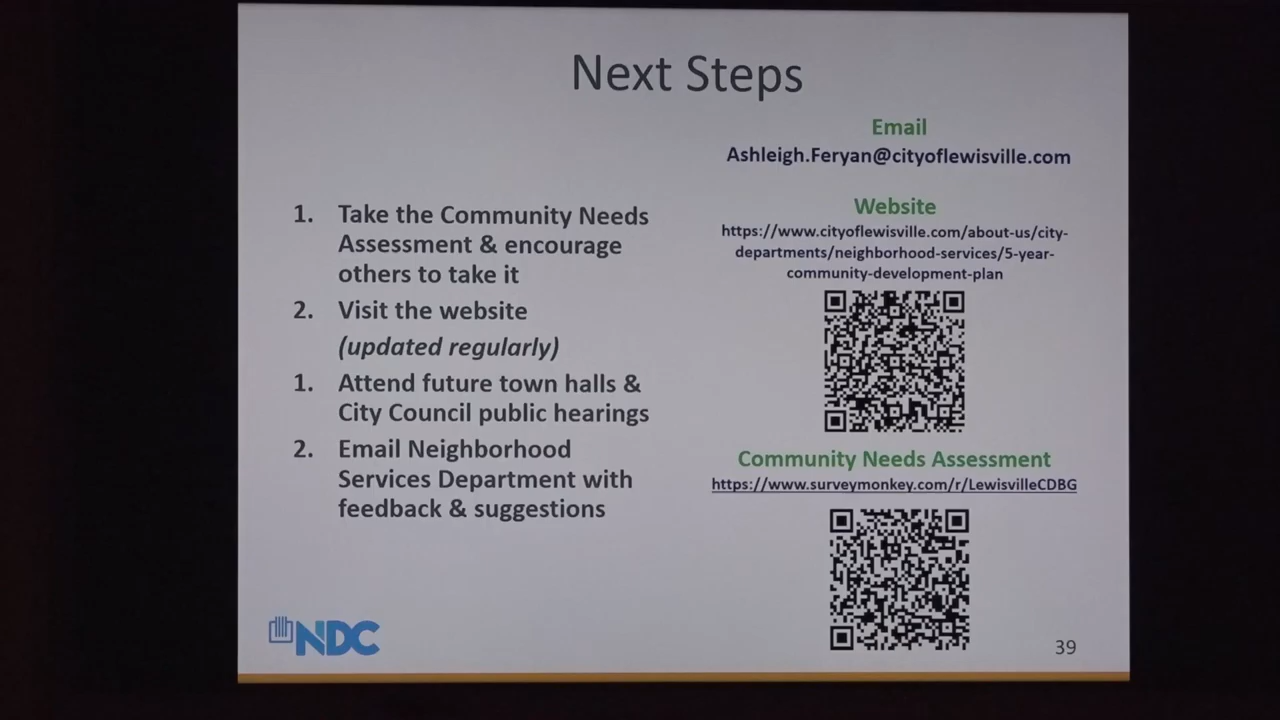 Next Steps
1. Take the Community Needs
Assessment & encourage
others to take it
2. Visit the website
(updated regularly)
1. Attend future town halls &
City Council public hearings
2. Email Neighborhood
Services Department with
feedback & suggestions
Email
Ashleigh.Feryan@cityoflewisville.com
Website
https://www.cityoflewisville.com/about-us/city-
departments/neighborhood-services/5-year-
community-development-plan
Community Needs Assessment
https://www.surveymonkey.com/r/LewisvilleCDBG
NDC
39